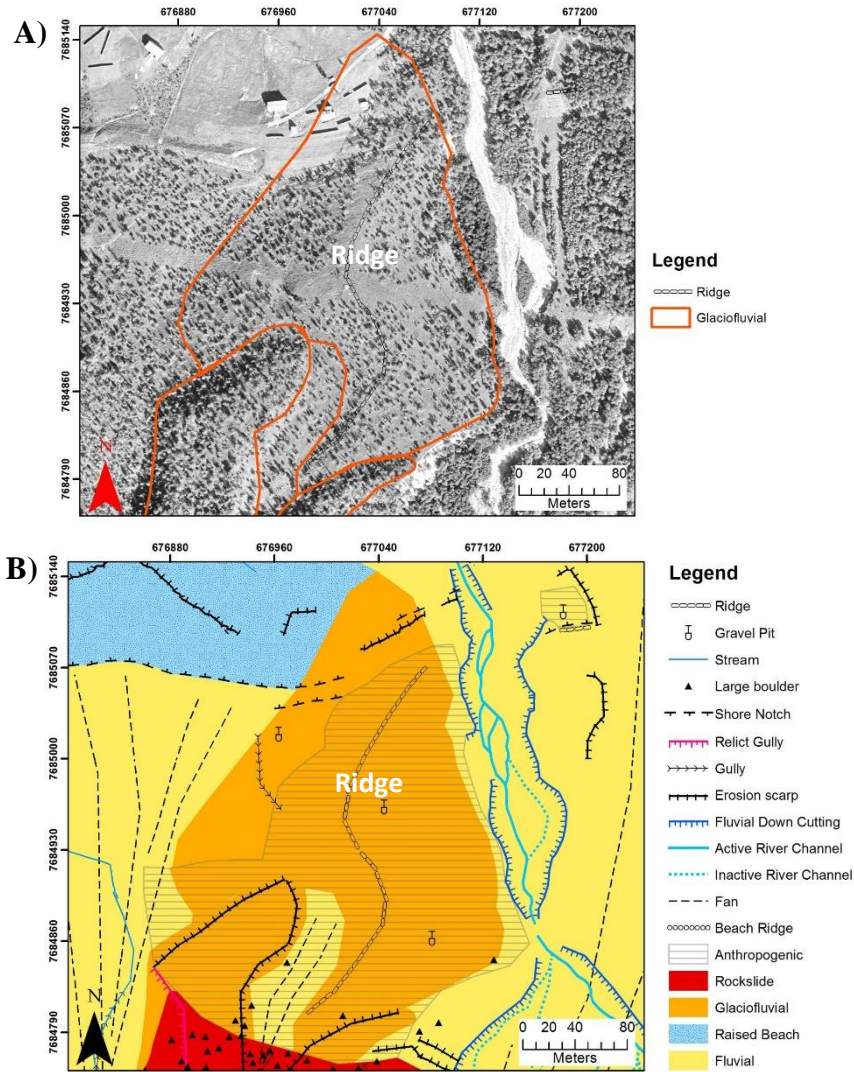 A)
676880 676960 677040 677120 677200
7685140
7685070
7685000
7684930
7684860
7684790
Ridge
N
0 20 40 80
Meters
Legend
Ridge
Glaciofluvial
B)
676880 676960 677040 677120 677200
7685140
7685070
7685000
7684930
7684860
7684790
Ridge
N
0 20 40 80
Meters
Legend
Ridge
Gravel Pit
Stream
Large boulder
Shore Notch
Relict Gully
Gully
Erosion scarp
Fluvial Down Cutting
Active River Channel
Inactive River Channel
Fan
Beach Ridge
Anthropogenic
Rockslide
Glaciofluvial
Raised Beach
Fluvial